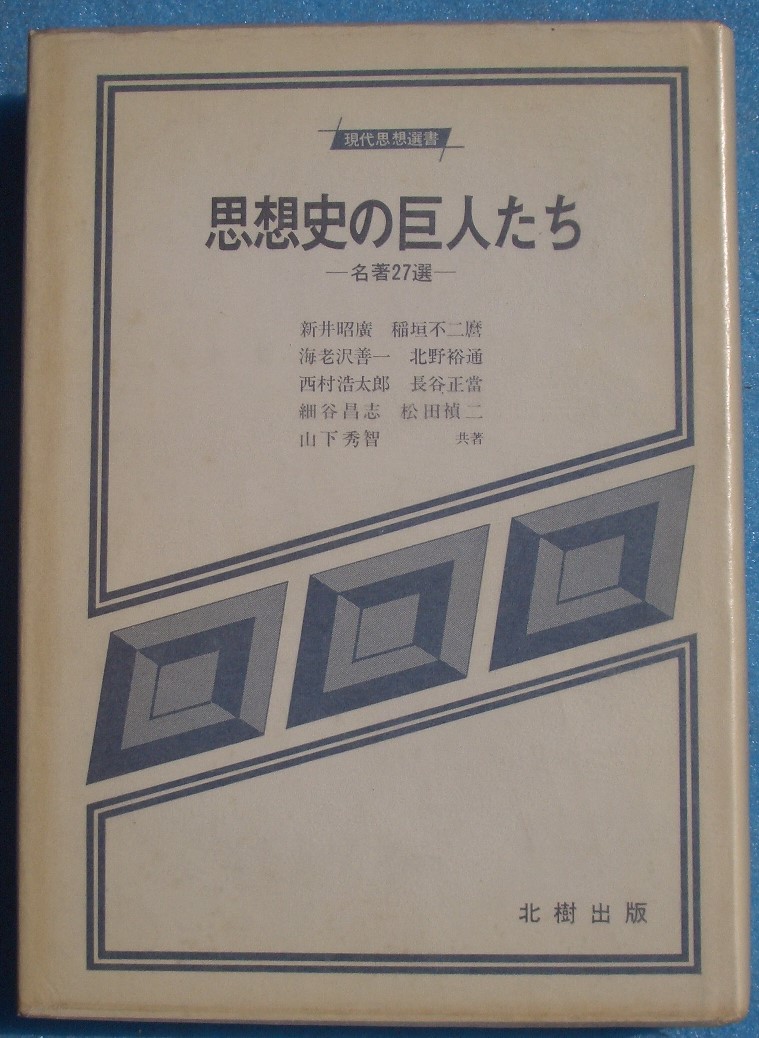 現代思想選書
思想史の巨人たち
―名著27選―
新井昭廣　稲垣不二麿
海老沢善一　北野裕通
西村浩太郎　長谷正當
細谷昌志　松田禎二
山下秀智　共著
北樹出版